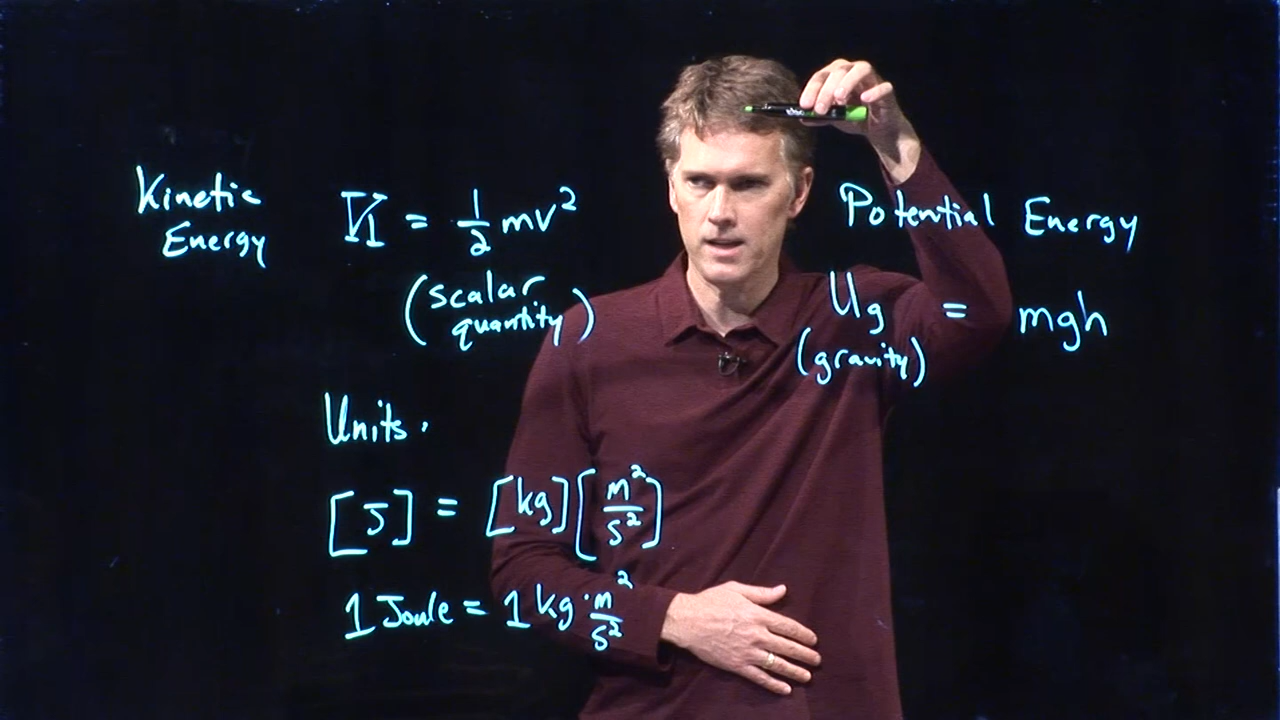 Kinetic
Energy
K = 1/2 mv²
(scalar
quantity)
Units.
[J] = [kg][m²/s²]
1 Joule = 1 kg·m²/s²
Potential Energy
Ug = mgh
(gravity)